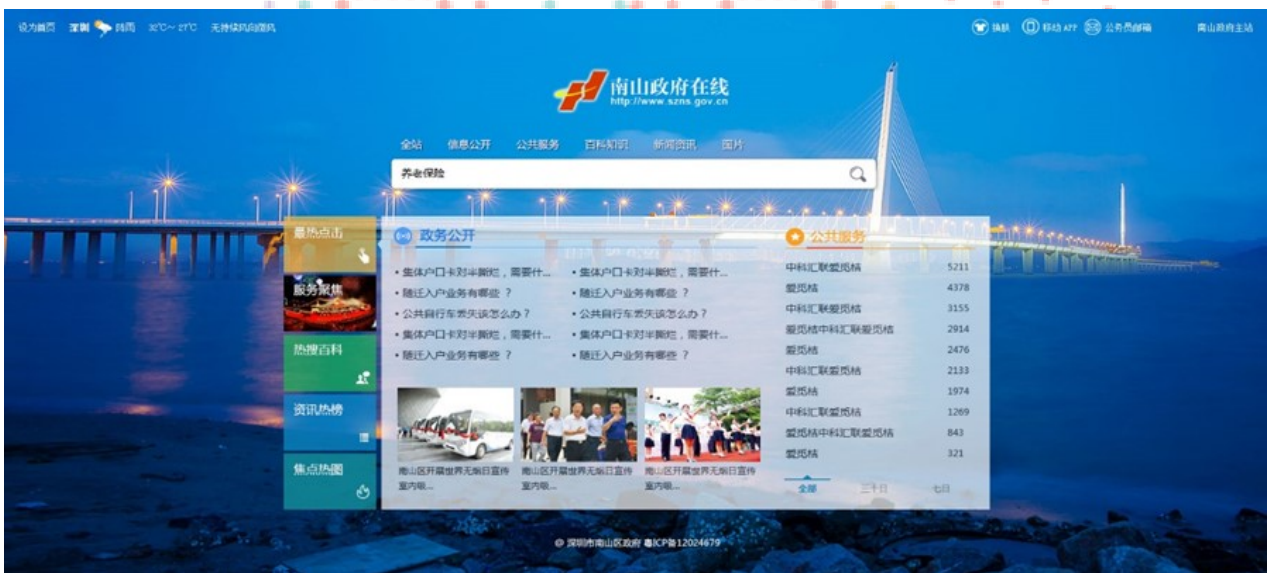 设为首页 深圳 阵雨 32℃~27℃ 无持续风向微风
换肤 移动APP 公务员邮箱 南山政府主站
南山政府在线
http://www.szns.gov.cn
全站 信息公开 公共服务 百科知识 新闻资讯 图片
养老保险
最热点击
服务聚焦
热搜百科
资讯热榜
焦点热图
政务公开
• 集体户口卡对半撕烂，需要什... • 集体户口卡对半撕烂，需要什...
• 随迁入户业务有哪些 ？ • 随迁入户业务有哪些 ？
• 公共自行车丢失该怎么办？ • 公共自行车丢失该怎么办？
• 集体户口卡对半撕烂，需要什... • 集体户口卡对半撕烂，需要什...
• 随迁入户业务有哪些 ？ • 随迁入户业务有哪些 ？
南山区开展世界无烟日宣传 南山区开展世界无烟日宣传 南山区开展世界无烟日宣传
室内吸... 室内吸... 室内吸...
公共服务
中科汇联爱觅桔 5211
爱觅桔 4378
中科汇联爱觅桔 3155
爱觅桔中科汇联爱觅桔 2914
爱觅桔 2476
中科汇联爱觅桔 2133
爱觅桔 1974
中科汇联爱觅桔 1269
爱觅桔中科汇联爱觅桔 843
爱觅桔 321
全部 三十日 七日
@ 深圳市南山区政府 粤ICP备12024679